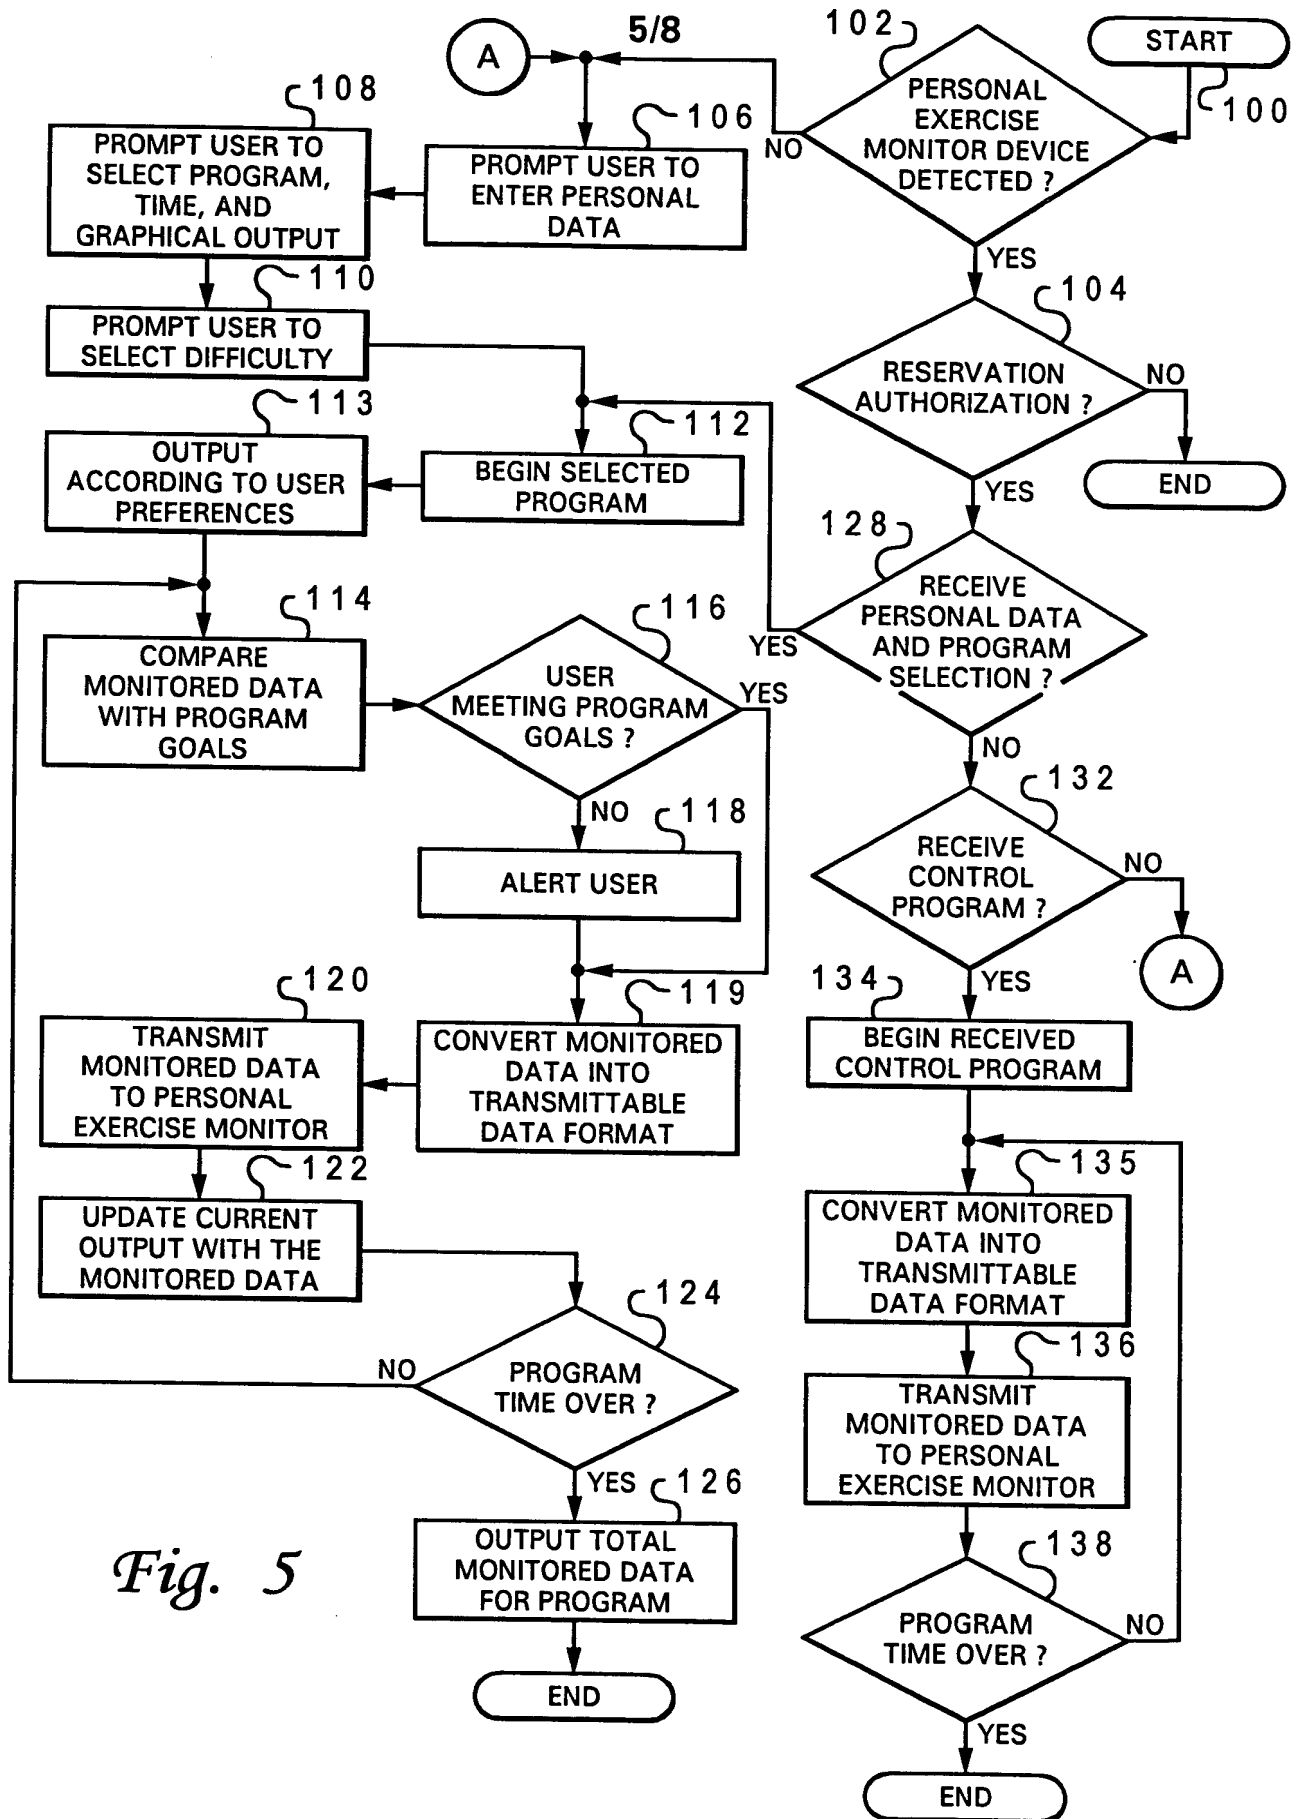 5/8
START
100
102
PERSONAL
EXERCISE
MONITOR DEVICE
DETECTED ?
NO
YES
A
106
PROMPT USER TO
ENTER PERSONAL
DATA
108
PROMPT USER TO
SELECT PROGRAM,
TIME, AND
GRAPHICAL OUTPUT
110
PROMPT USER TO
SELECT DIFFICULTY
104
RESERVATION
AUTHORIZATION ?
NO
END
YES
112
BEGIN SELECTED
PROGRAM
113
OUTPUT
ACCORDING TO USER
PREFERENCES
128
RECEIVE
PERSONAL DATA
AND PROGRAM
SELECTION ?
YES
NO
114
COMPARE
MONITORED DATA
WITH PROGRAM
GOALS
116
USER
MEETING PROGRAM
GOALS ?
YES
NO
118
ALERT USER
132
RECEIVE
CONTROL
PROGRAM ?
NO
A
YES
134
BEGIN RECEIVED
CONTROL PROGRAM
119
CONVERT MONITORED
DATA INTO
TRANSMITTABLE
DATA FORMAT
120
TRANSMIT
MONITORED DATA
TO PERSONAL
EXERCISE MONITOR
122
UPDATE CURRENT
OUTPUT WITH THE
MONITORED DATA
124
PROGRAM
TIME OVER ?
NO
YES
126
OUTPUT TOTAL
MONITORED DATA
FOR PROGRAM
END
135
CONVERT MONITORED
DATA INTO
TRANSMITTABLE
DATA FORMAT
136
TRANSMIT
MONITORED DATA
TO PERSONAL
EXERCISE MONITOR
138
PROGRAM
TIME OVER ?
NO
YES
END
Fig. 5